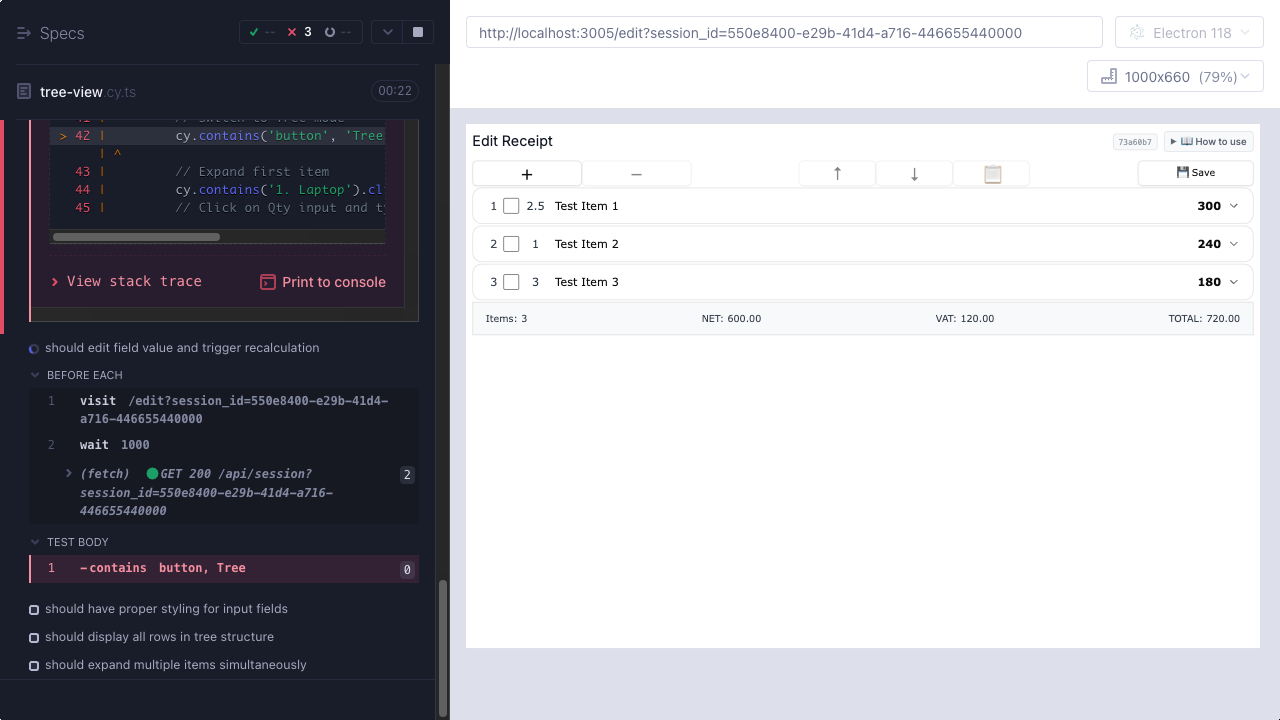 Specs
-- 3 --
tree-view.cy.ts
00:22
41 | // Switch to Tree mode
> 42 | cy.contains('button', 'Tree
| ^
43 | // Expand first item
44 | cy.contains('1. Laptop').cl
45 | // Click on Qty input and ty
View stack trace
Print to console
should edit field value and trigger recalculation
BEFORE EACH
1 visit /edit?session_id=550e8400-e29b-41d4-
a716-446655440000
2 wait 1000
(fetch) GET 200 /api/session? 2
session_id=550e8400-e29b-41d4-a716-
446655440000
TEST BODY
1 -contains button, Tree 0
should have proper styling for input fields
should display all rows in tree structure
should expand multiple items simultaneously
http://localhost:3005/edit?session_id=550e8400-e29b-41d4-a716-446655440000
Electron 118
1000x660 (79%)
Edit Receipt
73a60b7
How to use
+ − ↑ ↓ Save
1 2.5 Test Item 1 300
2 1 Test Item 2 240
3 3 Test Item 3 180
Items: 3 NET: 600.00 VAT: 120.00 TOTAL: 720.00